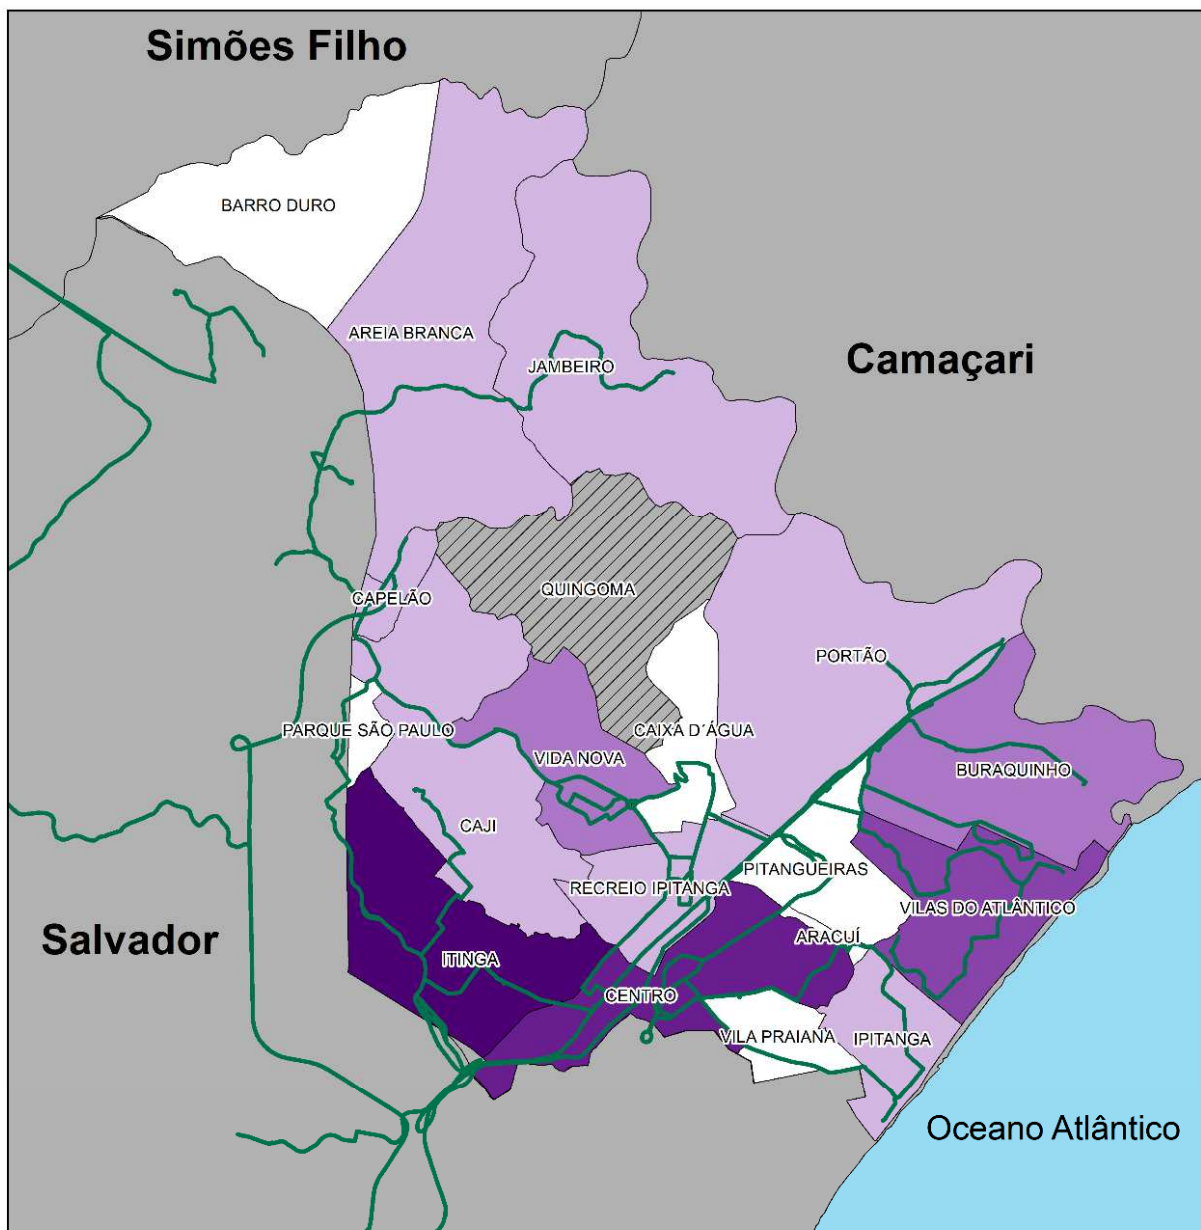 Simões Filho
BARRO DURO
AREIA BRANCA
Camaçari
JAMBEIRO
QUINGOMA
CAPELÃO
PORTÃO
PARQUE SÃO PAULO
CAIXA D´ÁGUA
VIDA NOVA
BURAQUINHO
CAJI
PITANGUEIRAS
RECREIO IPITANGA
VILAS DO ATLÂNTICO
ARACUÍ
Salvador
ITINGA
CENTRO
VILA PRAIANA
IPITANGA
Oceano Atlântico